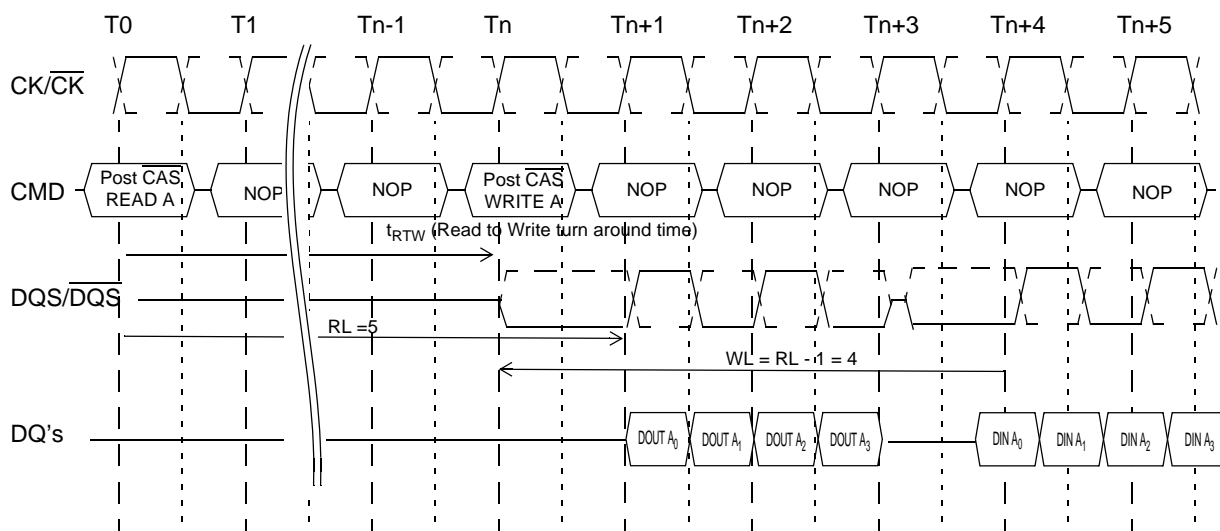 T0 T1 Tn-1 Tn Tn+1 Tn+2 Tn+3 Tn+4 Tn+5
CK/CK
CMD
Post CAS
READ A
NOP
NOP
Post CAS
WRITE A
NOP
NOP
NOP
NOP
NOP
tRTW (Read to Write turn around time)
DQS/DQS
RL =5
WL = RL - 1 = 4
DQ's
DOUT A0 DOUT A1 DOUT A2 DOUT A3 DIN A0 DIN A1 DIN A2 DIN A3